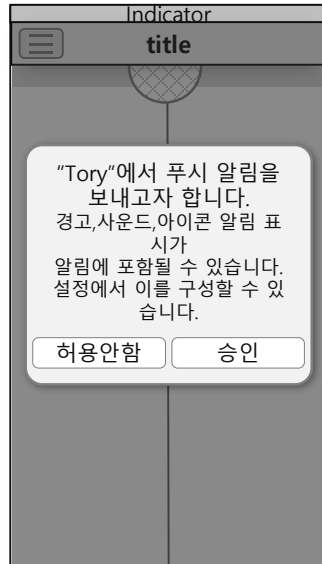 Indicator
title
"Tory"에서 푸시 알림을
보내고자 합니다.
경고,사운드,아이콘 알림 표
시가
알림에 포함될 수 있습니다.
설정에서 이를 구성할 수 있
습니다.
허용안함
승인